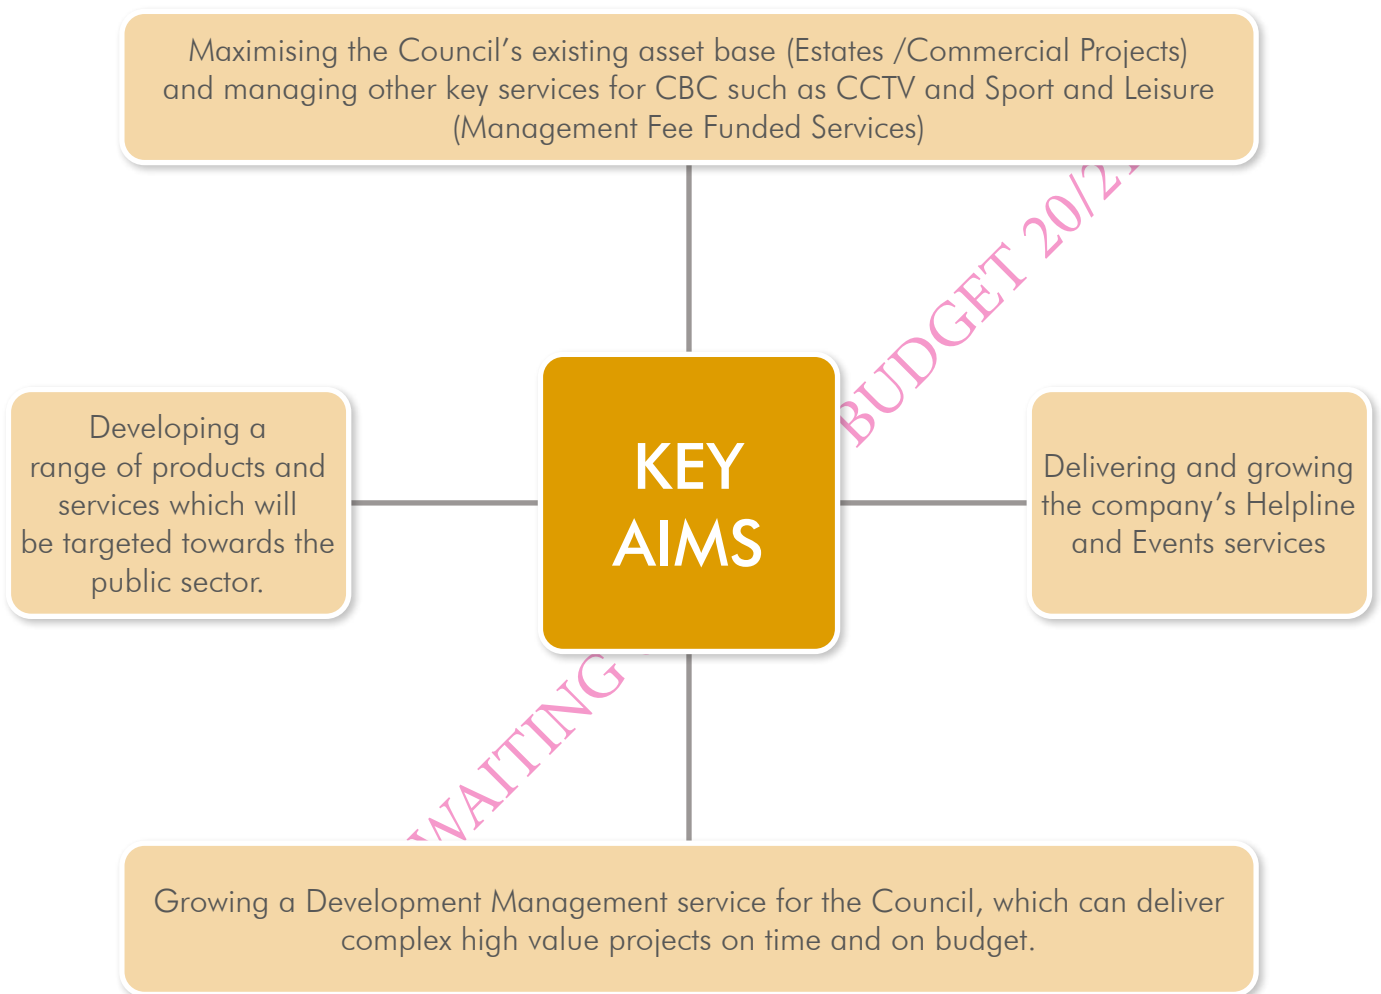 Maximising the Council’s existing asset base (Estates /Commercial Projects)
and managing other key services for CBC such as CCTV and Sport and Leisure
(Management Fee Funded Services)
BUDGET 20/21
Developing a
range of products and
services which will
be targeted towards the
public sector.
KEY
AIMS
Delivering and growing
the company’s Helpline
and Events services
WAITING
Growing a Development Management service for the Council, which can deliver
complex high value projects on time and on budget.